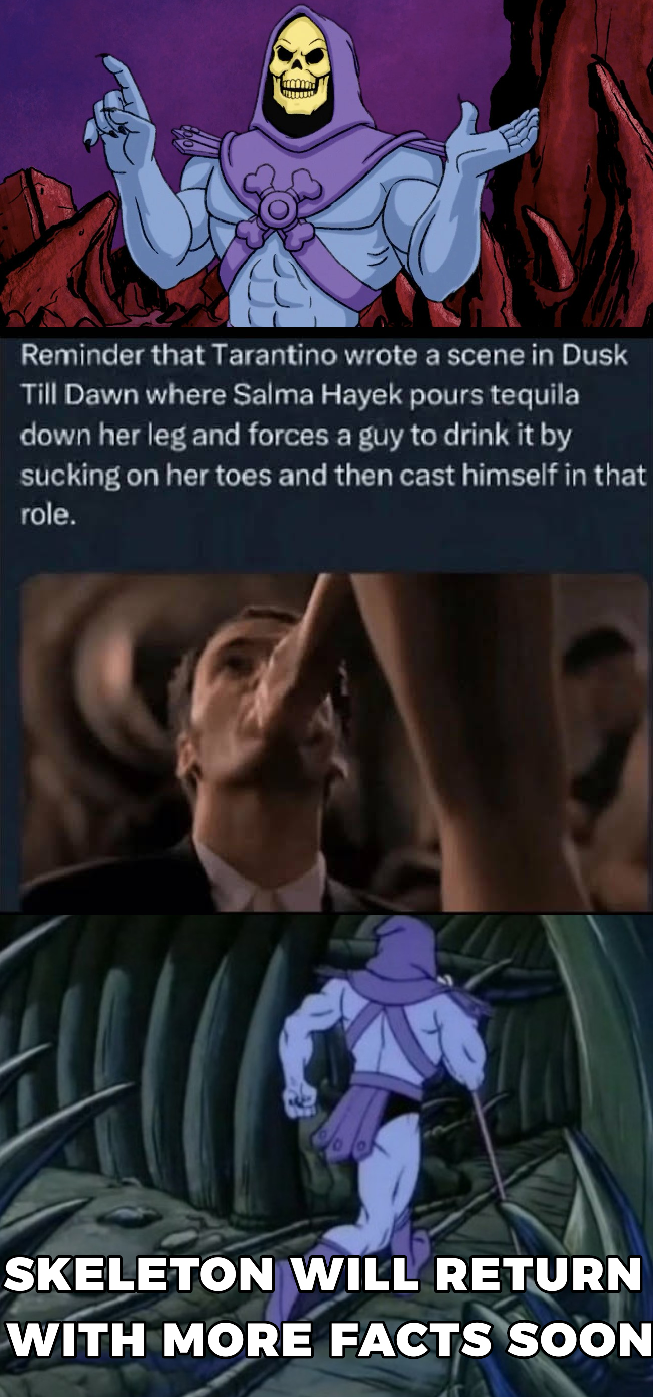 Reminder that Tarantino wrote a scene in Dusk
Till Dawn where Salma Hayek pours tequila
down her leg and forces a guy to drink it by
sucking on her toes and then cast himself in that
role.
SKELETON WILL RETURN
WITH MORE FACTS SOON